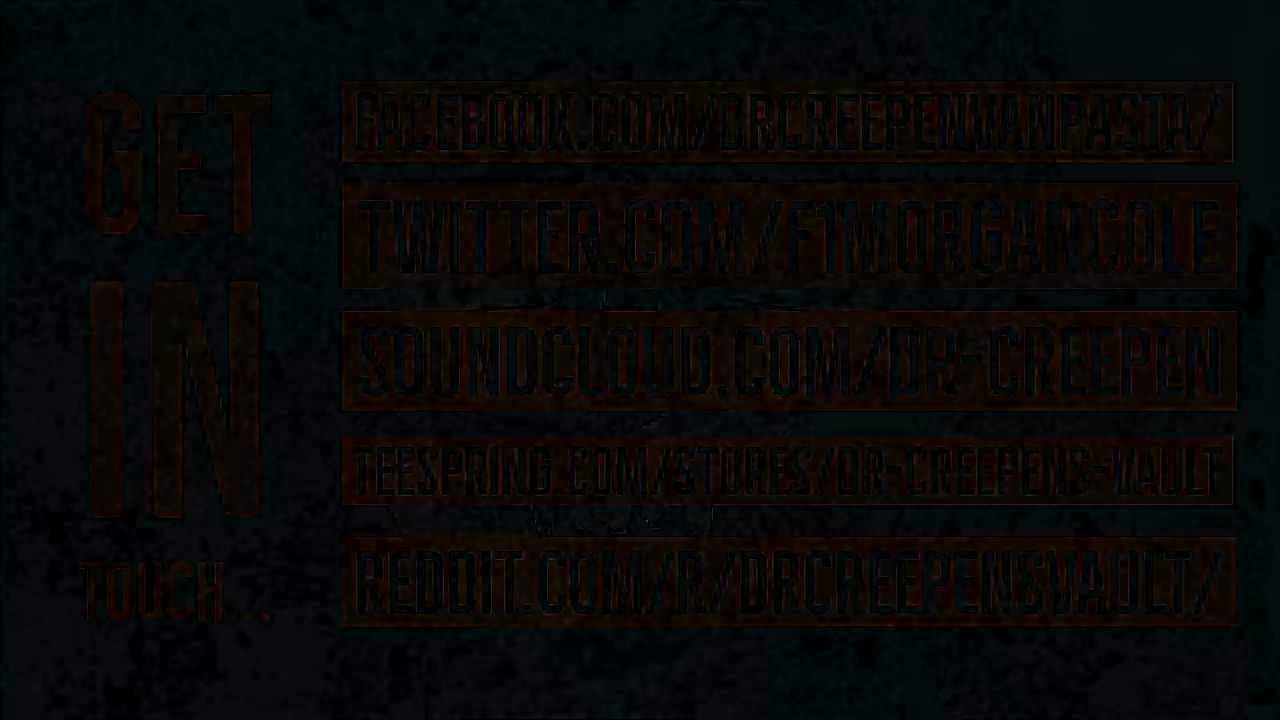 GET
IN
TOUCH...
FACEBOOK.COM/DRCREEPENVANPASTA/
TWITTER.COM/F1MORGANCOLE
SOUNDCLOUD.COM/DR-CREEPEN
TEESPRING.COM/STORES/DR-CREEPENS-VAULT
REDDIT.COM/R/DRCREEPENSVAULT/